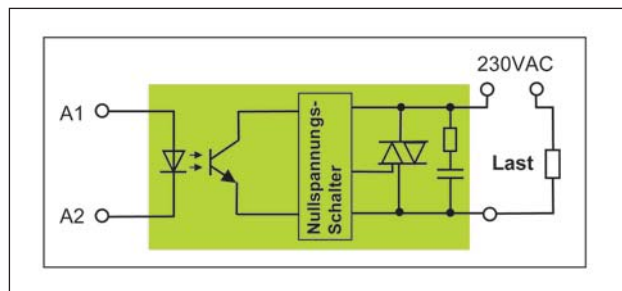 230VAC
A1
A2
Nullspannungs-
Schalter
Last